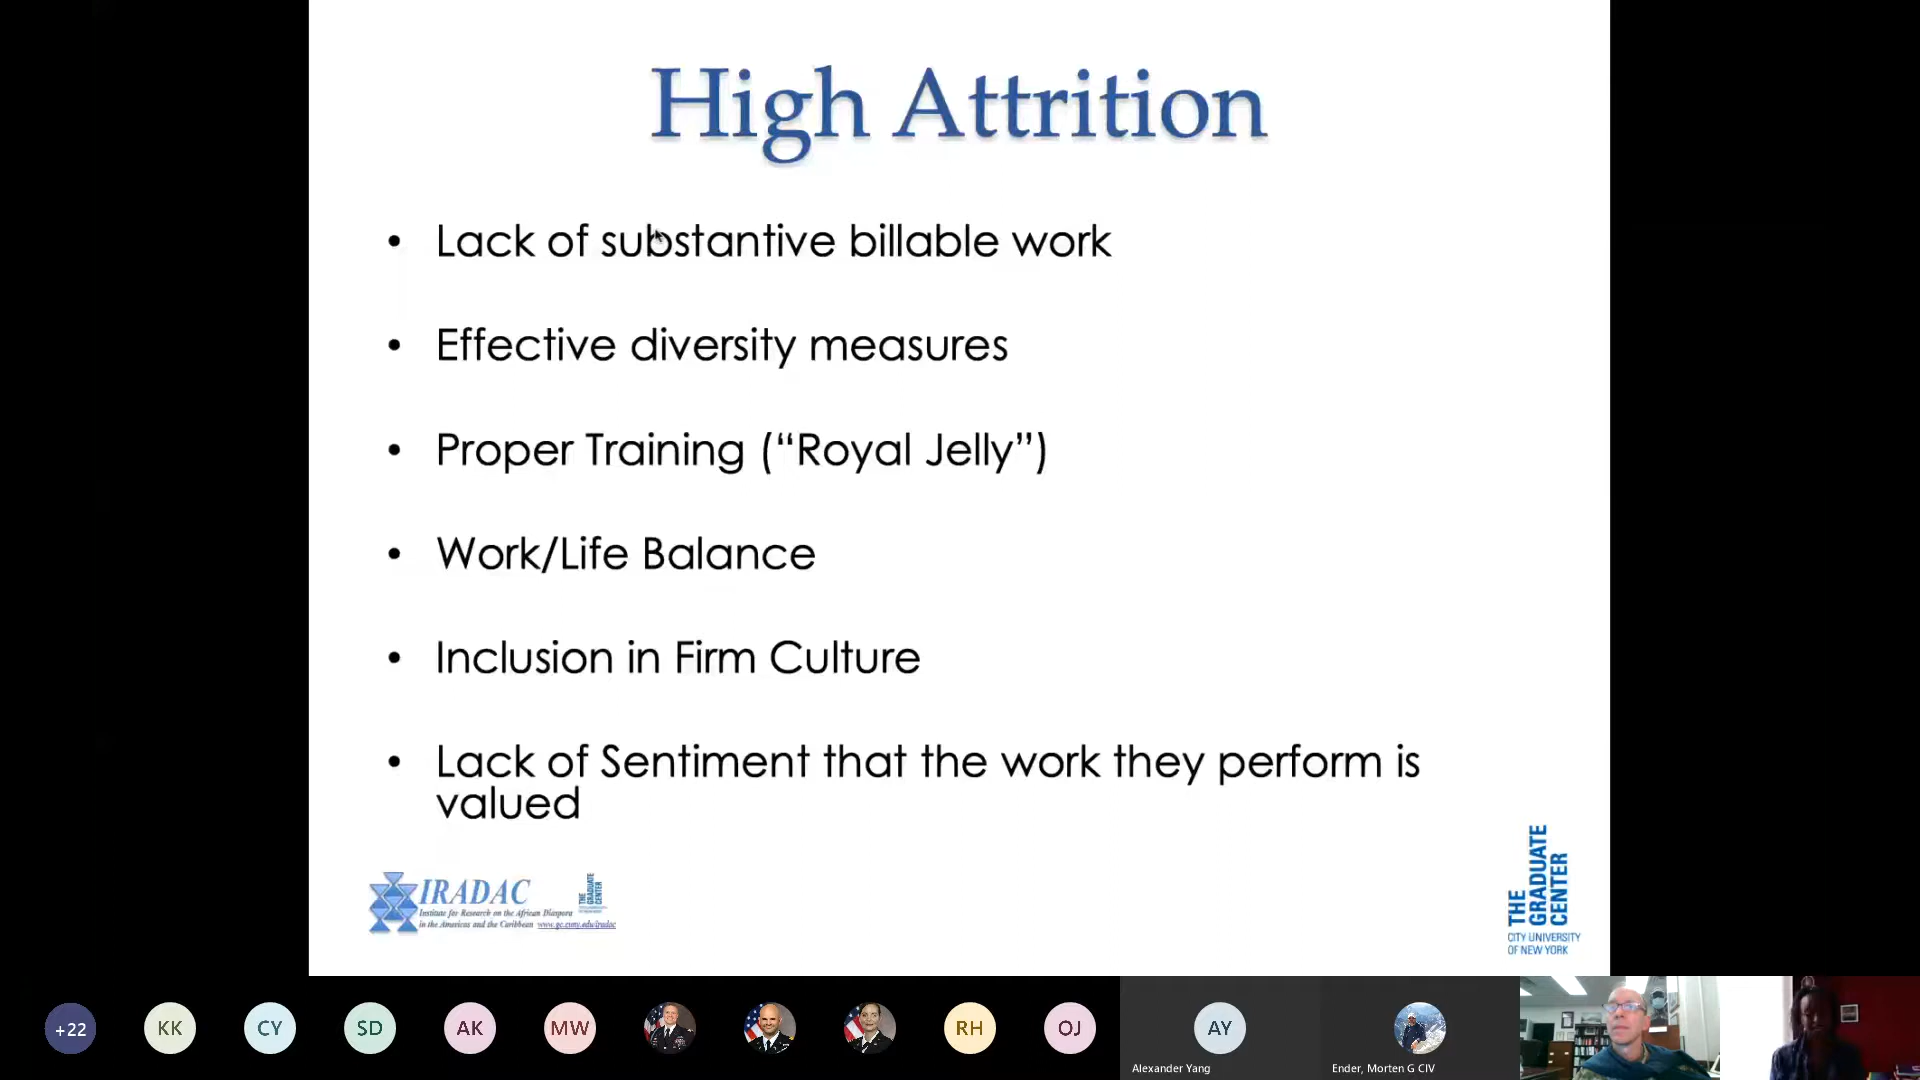 High Attrition
• Lack of substantive billable work
• Effective diversity measures
• Proper Training (“Royal Jelly”)
• Work/Life Balance
• Inclusion in Firm Culture
• Lack of Sentiment that the work they perform is
valued
IRADAC
Institute for Research on the African Diaspora
in the Americas and the Caribbean www.gc.cuny.edu/iradac
THE
GRADUATE
CENTER
THE
GRADUATE
CENTER
CITY UNIVERSITY
OF NEW YORK
+22
KK
CY
SD
AK
MW
RH
OJ
AY
Alexander Yang
Ender, Morten G CIV